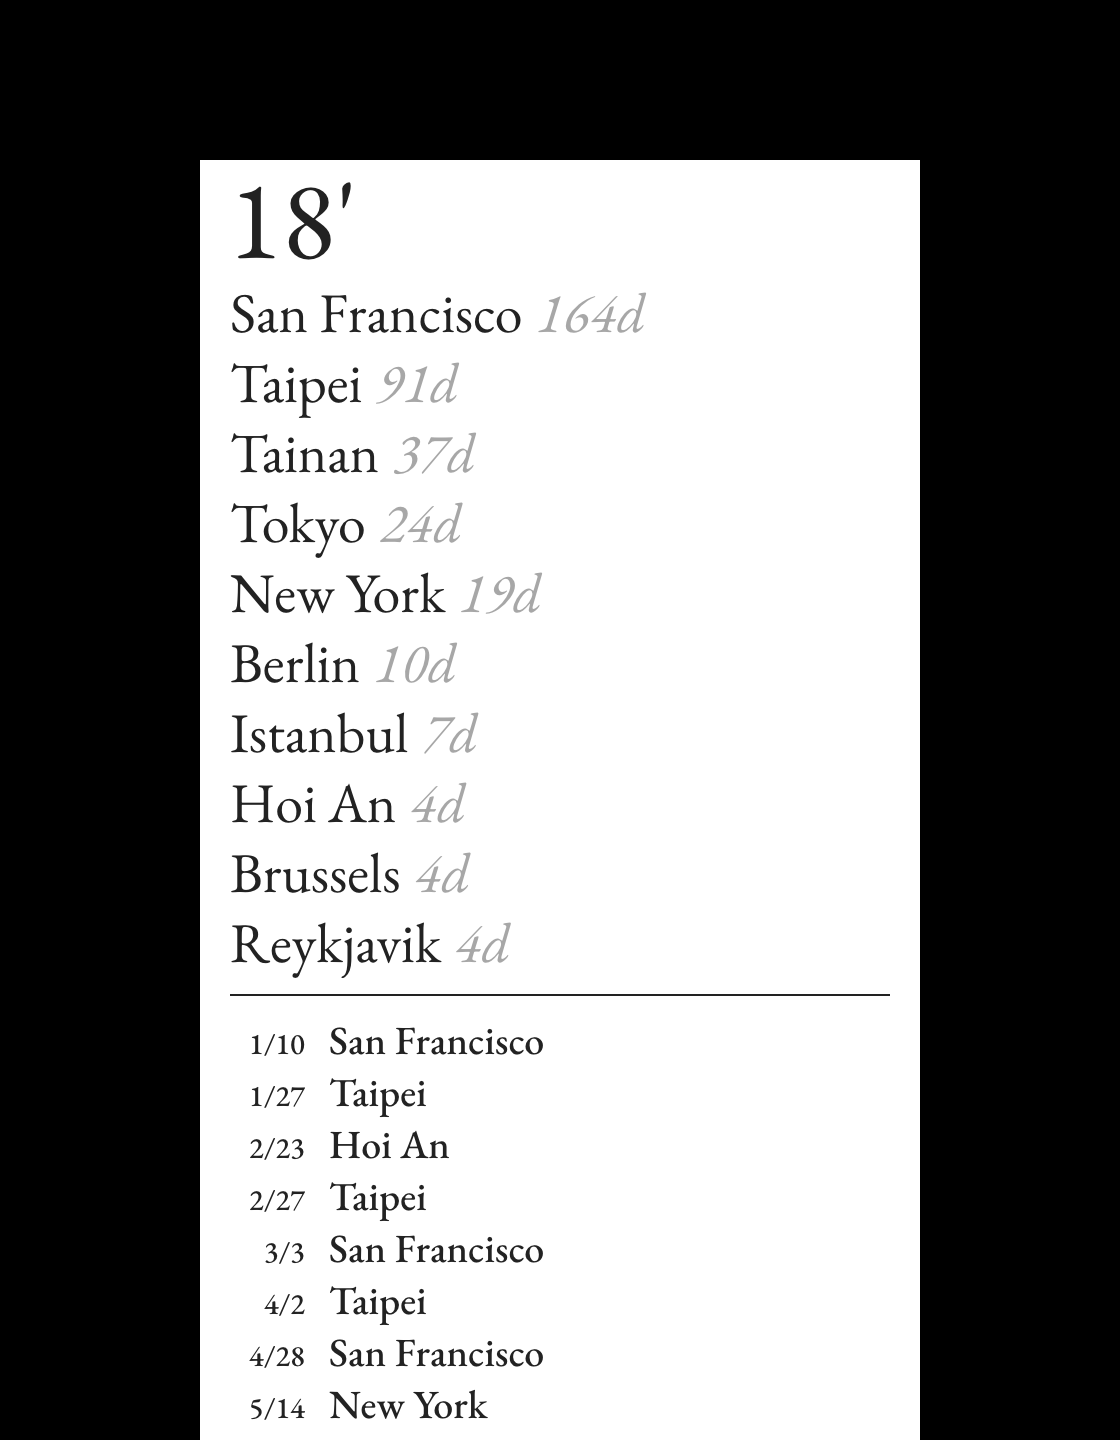 18'
San Francisco 164d
Taipei 91d
Tainan 37d
Tokyo 24d
New York 19d
Berlin 10d
Istanbul 7d
Hoi An 4d
Brussels 4d
Reykjavik 4d
1/10 San Francisco
1/27 Taipei
2/23 Hoi An
2/27 Taipei
3/3 San Francisco
4/2 Taipei
4/28 San Francisco
5/14 New York